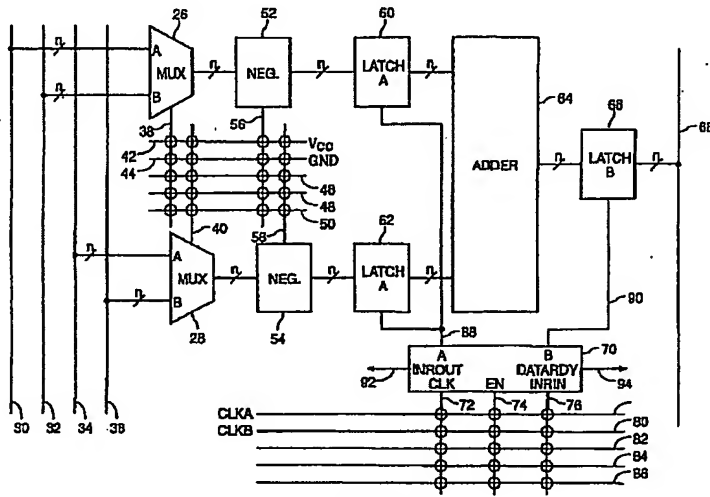 26
52
60
n
A
MUX
n
NEG.
n
LATCH
A
n
64
n
B
68
66
38
56
42
VCC
44
GND
ADDER
n
LATCH
B
n
46
48
50
40
58
62
n
A
MUX
n
NEG.
n
LATCH
A
n
90
n
B
28
54
88
A
B
70
92
INROUT
DATARDY
94
CLK
EN
INRIN
72
74
76
CLKA
80
CLKB
82
84
86
30
32
34
36